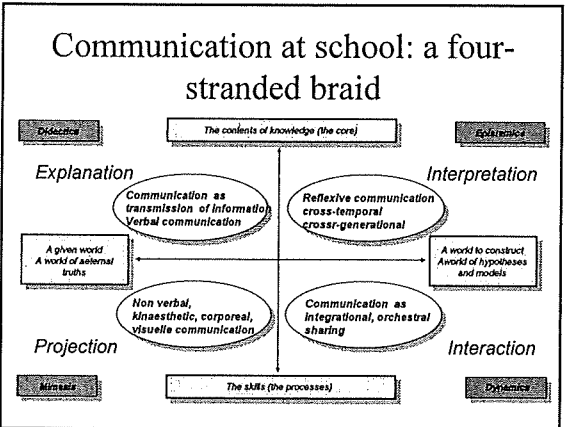 Communication at school: a four-
stranded braid
Didactics
The contents of knowledge (the core)
Epistemics
Explanation
Interpretation
Communication as
transmission of information
Verbal communication
Reflexive communication
cross-temporal
crossr-generational
A given world
A world of aeternal
truths
A world to construct
Aworld of hypotheses
and models
Non verbal,
kinaesthetic, corporeal,
visuelle communication
Communication as
integrational, orchestral
sharing
Projection
Interaction
Mimesis
The skills (the processes)
Dynamics